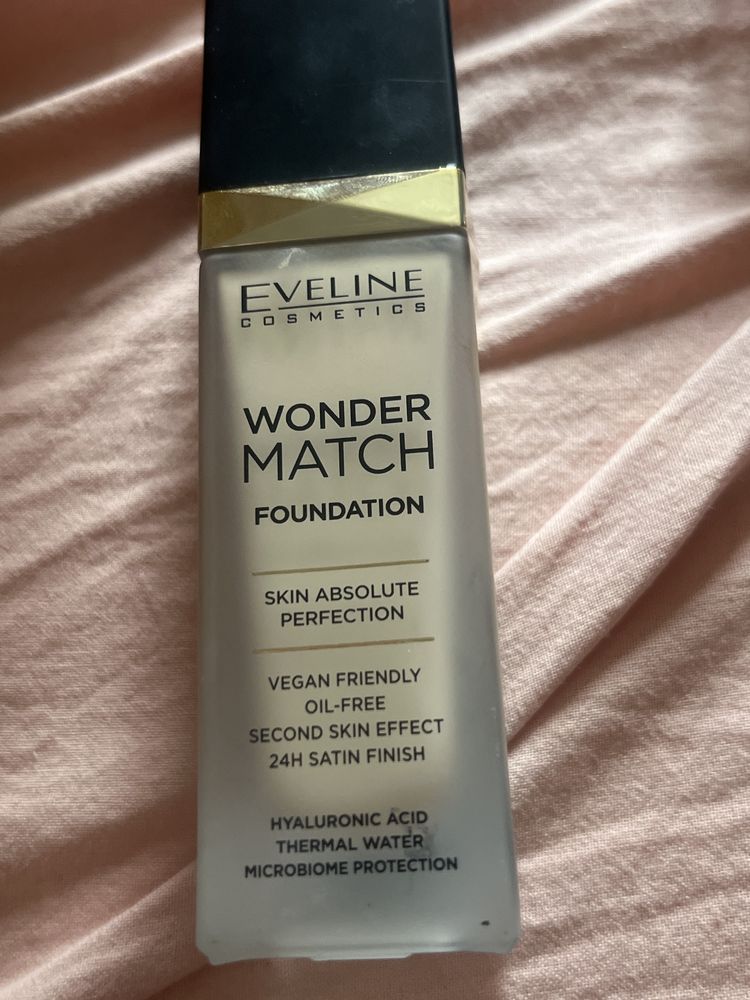 EVELINE
COSMETICS
WONDER
MATCH
FOUNDATION
SKIN ABSOLUTE
PERFECTION
VEGAN FRIENDLY
OIL-FREE
SECOND SKIN EFFECT
24H SATIN FINISH
HYALURONIC ACID
THERMAL WATER
MICROBIOME PROTECTION